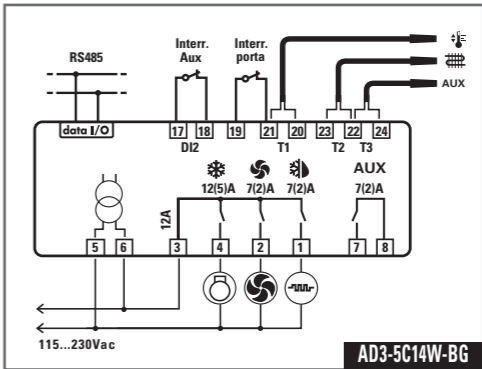 RS485
Interr. Aux
Interr. porta
AUX
data I/O
17 18 19 21 20 23 22 24
DI2 T1 T2 T3
12(5)A 7(2)A 7(2)A
AUX
7(2)A
12A
5 6 3 4 2 1 7 8
115...230Vac
AD3-5C14W-BG